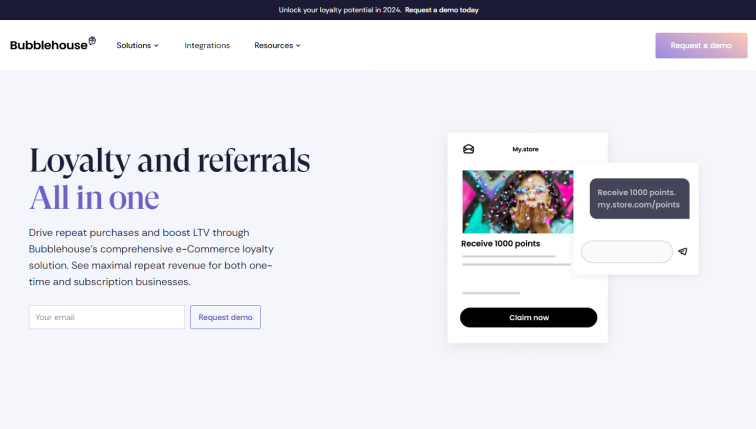 Unlock your loyalty potential in 2024. Request a demo today
Bubblehouse
Solutions
Integrations
Resources
Request a demo
Loyalty and referrals
All in one
Drive repeat purchases and boost LTV through
Bubblehouse's comprehensive e-Commerce loyalty
solution. See maximal repeat revenue for both one-
time and subscription businesses.
Your email
Request demo
My.store
Receive 1000 points
Claim now
Receive 1000 points.
my.store.com/points